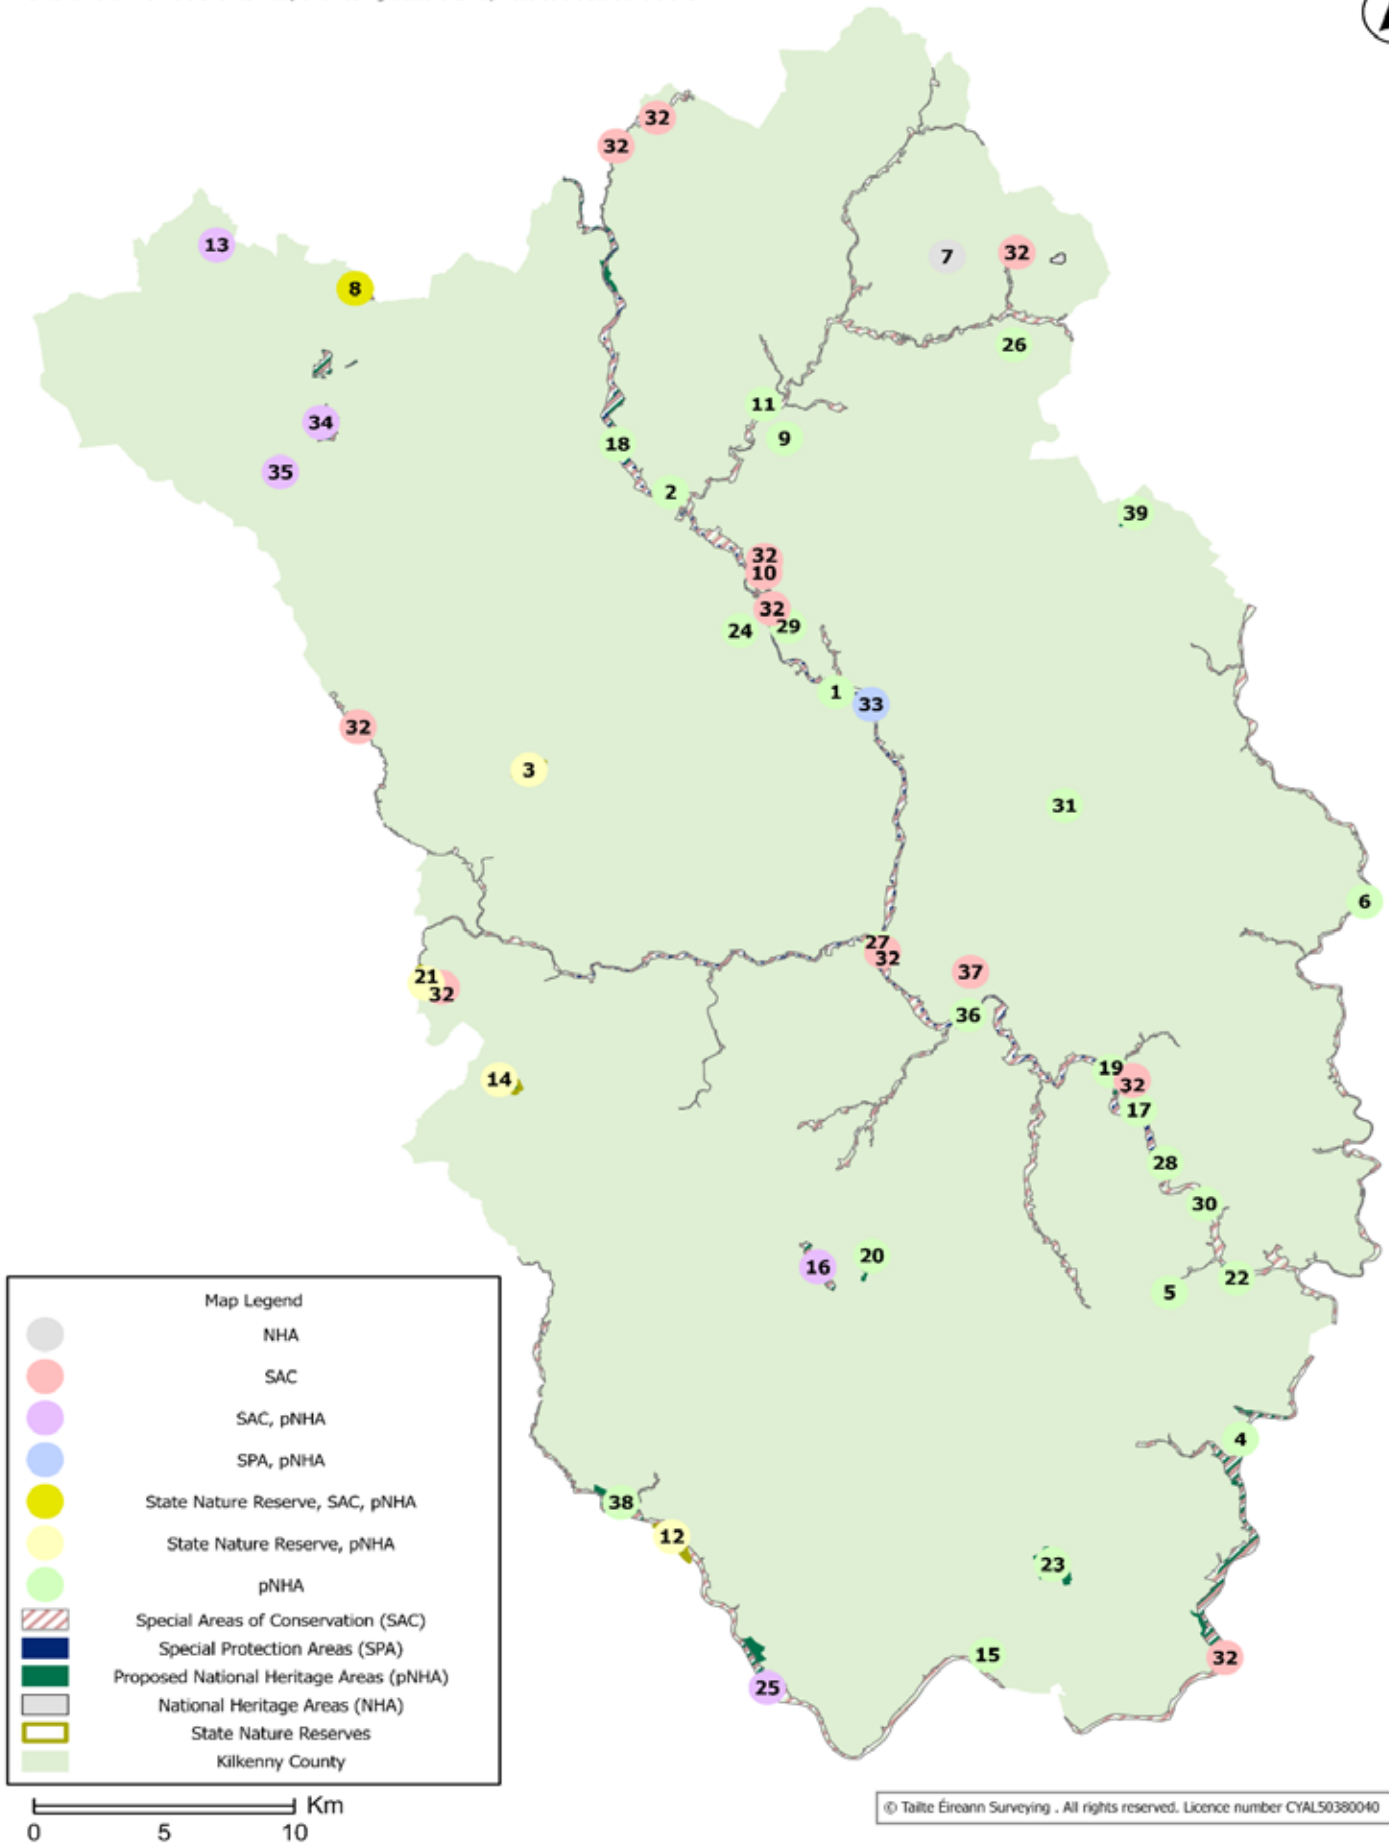 32
32
13
7
32
8
26
34
11
18
9
35
2
39
32
10
32
24
29
1
33
32
3
31
6
27
32
37
21
32
36
14
19
32
17
28
30
16
20
22
5
Map Legend
NHA
SAC
SAC, pNHA
SPA, pNHA
State Nature Reserve, SAC, pNHA
State Nature Reserve, pNHA
pNHA
Special Areas of Conservation (SAC)
Special Protection Areas (SPA)
Proposed National Heritage Areas (pNHA)
National Heritage Areas (NHA)
State Nature Reserves
Kilkenny County
4
38
12
23
15
32
25
Km
0 5 10
© Tailte Éireann Surveying . All rights reserved. Licence number CYAL50380040